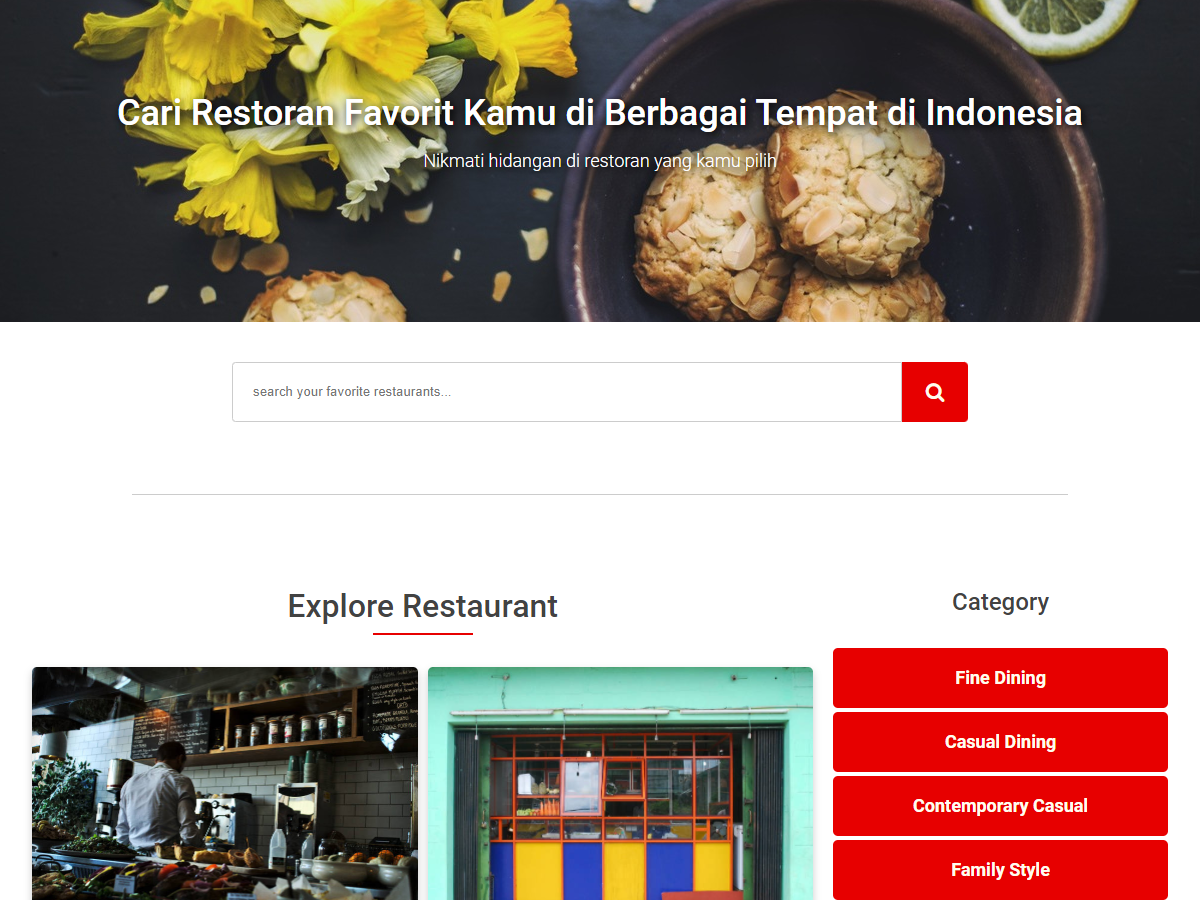 Cari Restoran Favorit Kamu di Berbagai Tempat di Indonesia
Nikmati hidangan di restoran yang kamu pilih
search your favorite restaurants...
Explore Restaurant
Category
Fine Dining
Casual Dining
Contemporary Casual
Family Style